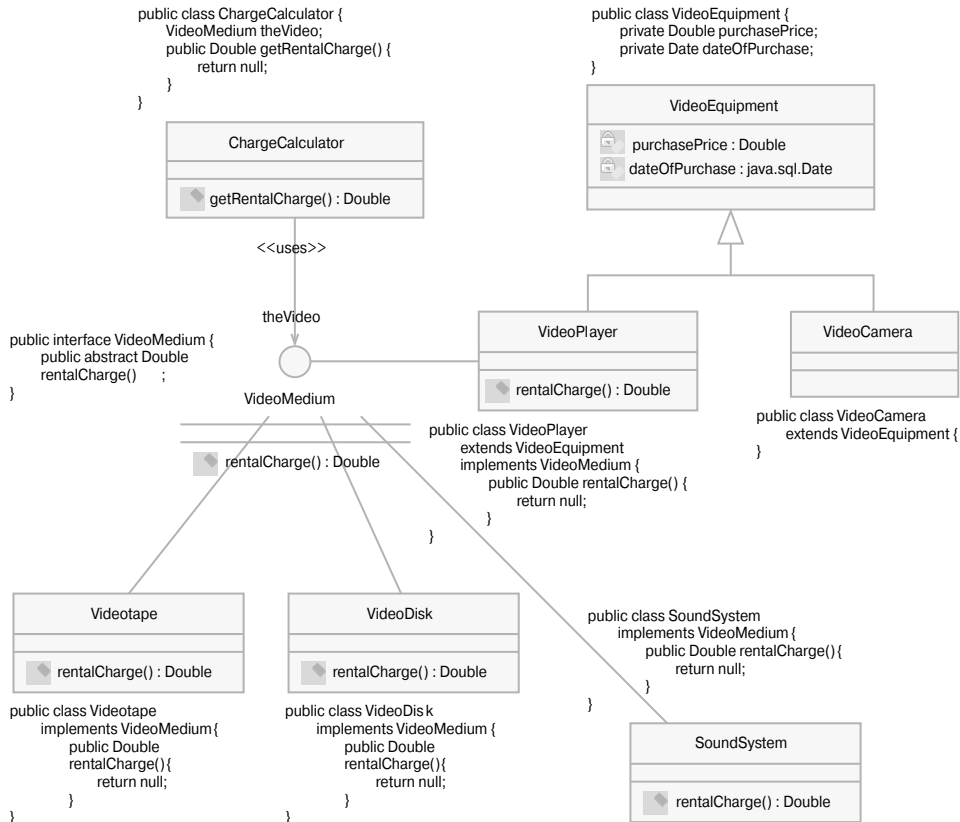 public class ChargeCalculator {
VideoMedium theVideo;
public Double getRentalCharge() {
return null;
}
}
public class VideoEquipment {
private Double purchasePrice;
private Date dateOfPurchase;
}
VideoEquipment
purchasePrice : Double
dateOfPurchase : java.sql.Date
ChargeCalculator
getRentalCharge() : Double
<<uses>>
theVideo
public interface VideoMedium {
public abstract Double
rentalCharge() ;
}
VideoMedium
rentalCharge() : Double
VideoPlayer
rentalCharge() : Double
public class VideoPlayer
extends VideoEquipment
implements VideoMedium {
public Double rentalCharge() {
return null;
}
}
VideoCamera
public class VideoCamera
extends VideoEquipment {
}
Videotape
rentalCharge() : Double
public class Videotape
implements VideoMedium{
public Double
rentalCharge(){
return null;
}
}
VideoDisk
rentalCharge() : Double
public class VideoDisk
implements VideoMedium {
public Double
rentalCharge(){
return null;
}
}
public class SoundSystem
implements VideoMedium {
public Double rentalCharge(){
return null;
}
}
SoundSystem
rentalCharge() : Double